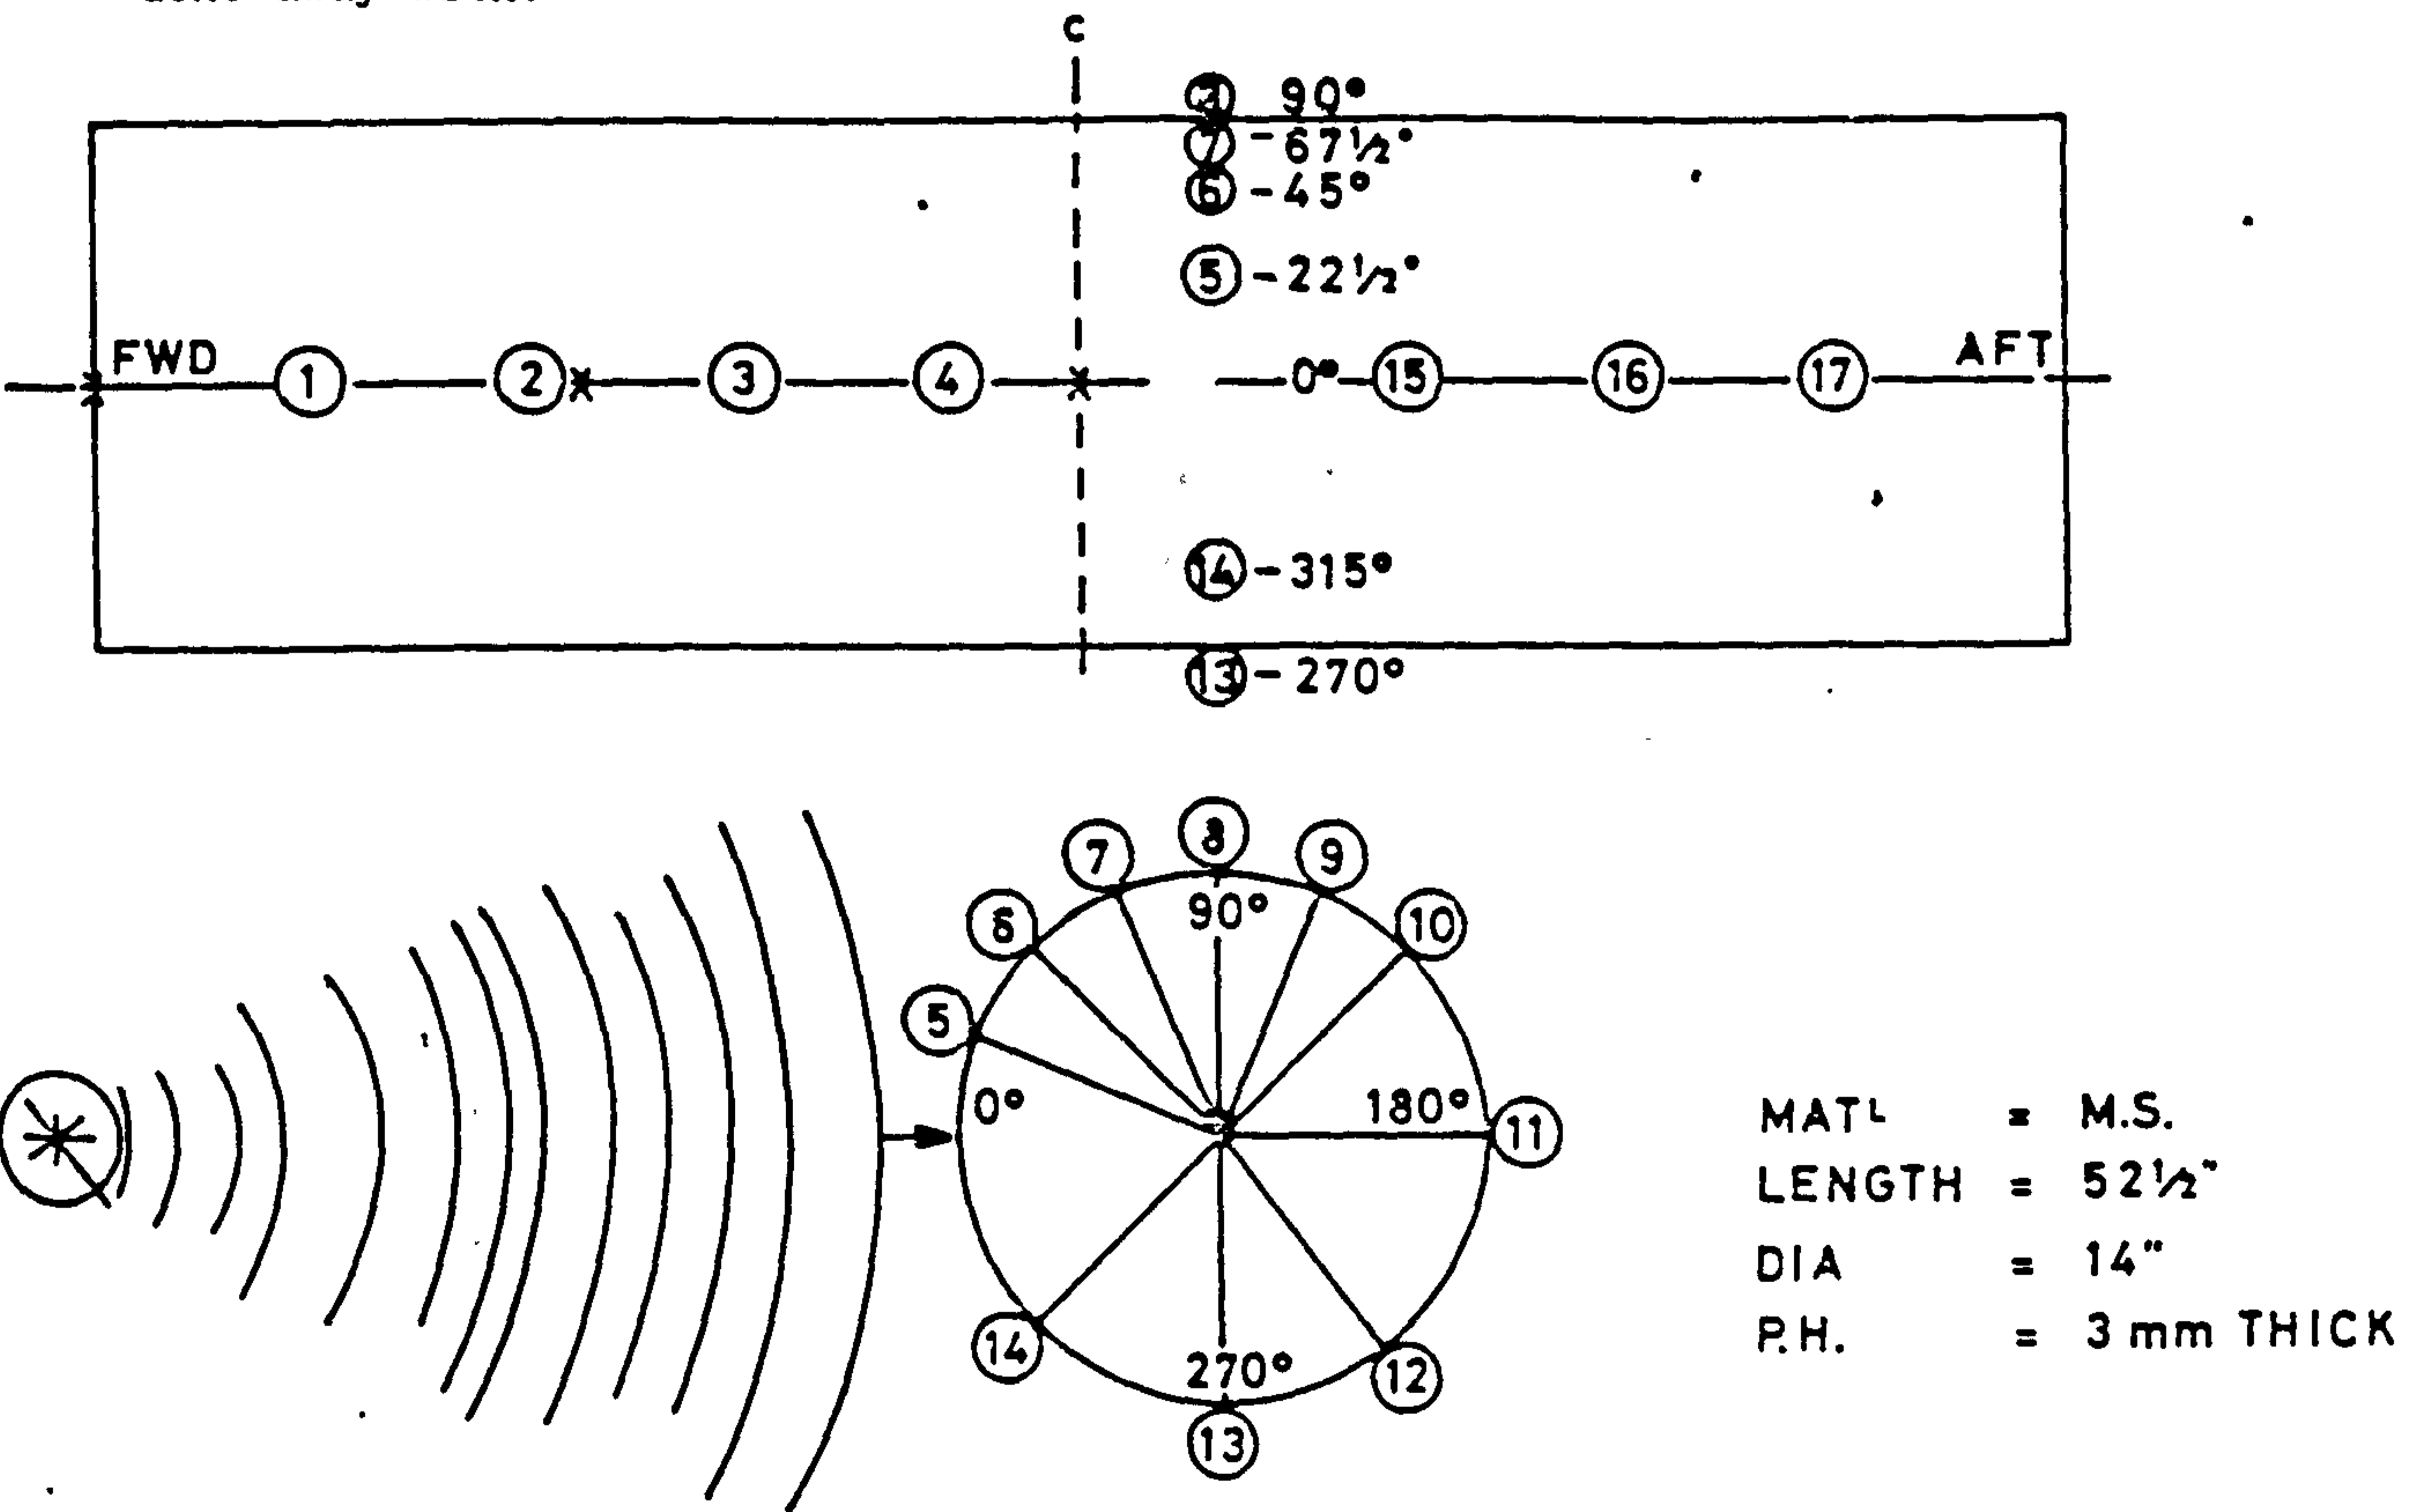 C
8 90°
7 -67½°
6 -45°
5 -22½°
FWD 1 2 3 4 0° 15 16 17 AFT
14 -315°
13 -270°
8
7 9
6 90° 10
5
0° 180° 11
14 270° 12
13
MATL = M.S.
LENGTH = 52½"
DIA = 14"
P.H. = 3 mm THICK